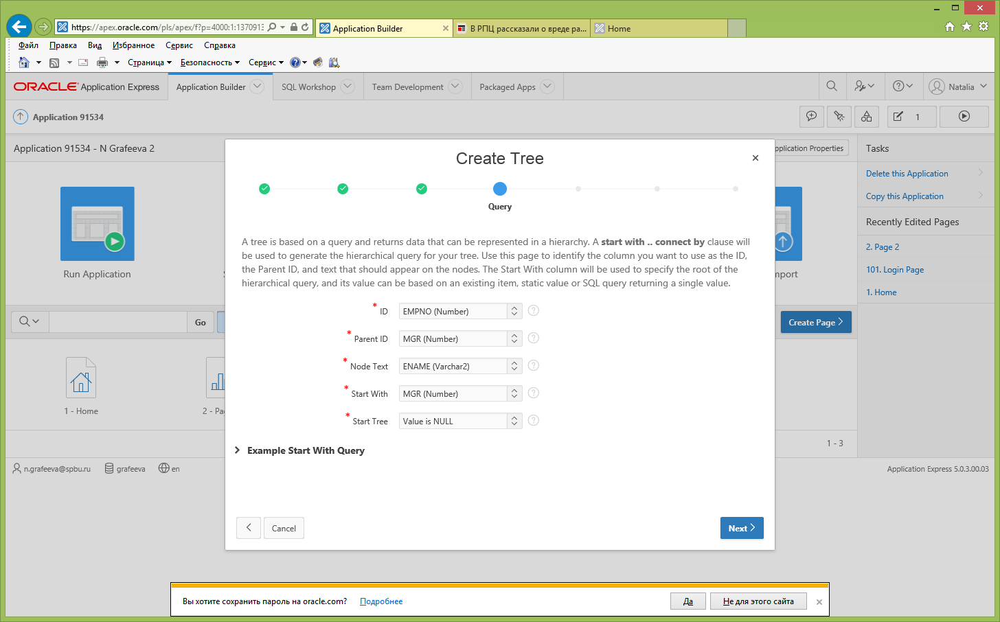 https://apex.oracle.com/pls/apex/f?p=4000:1:1370913
Application Builder
В РПЦ рассказали о вреде ра...
Home
Файл Правка Вид Избранное Сервис Справка
Страница Безопасность Сервис
ORACLE Application Express
Application Builder
SQL Workshop
Team Development
Packaged Apps
Natalia
Application 91534
1
Application 91534 - N Grafeeva 2
pplication Properties
Tasks
Delete this Application
Copy this Application
Recently Edited Pages
2. Page 2
101. Login Page
1. Home
Run Application
S
mport
Create Tree
Query
A tree is based on a query and returns data that can be represented in a hierarchy. A start with .. connect by clause will
be used to generate the hierarchical query for your tree. Use this page to identify the column you want to use as the ID,
the Parent ID, and text that should appear on the nodes. The Start With column will be used to specify the root of the
hierarchical query, and its value can be based on an existing item, static value or SQL query returning a single value.
* ID EMPNO (Number)
* Parent ID MGR (Number)
* Node Text ENAME (Varchar2)
* Start With MGR (Number)
* Start Tree Value is NULL
Example Start With Query
Cancel
Next
Go
Create Page
1 - Home
2 - Pa
1 - 3
n.grafeeva@spbu.ru grafeeva en
Application Express 5.0.3.00.03
Вы хотите сохранить пароль на oracle.com? Подробнее
Да
Не для этого сайта